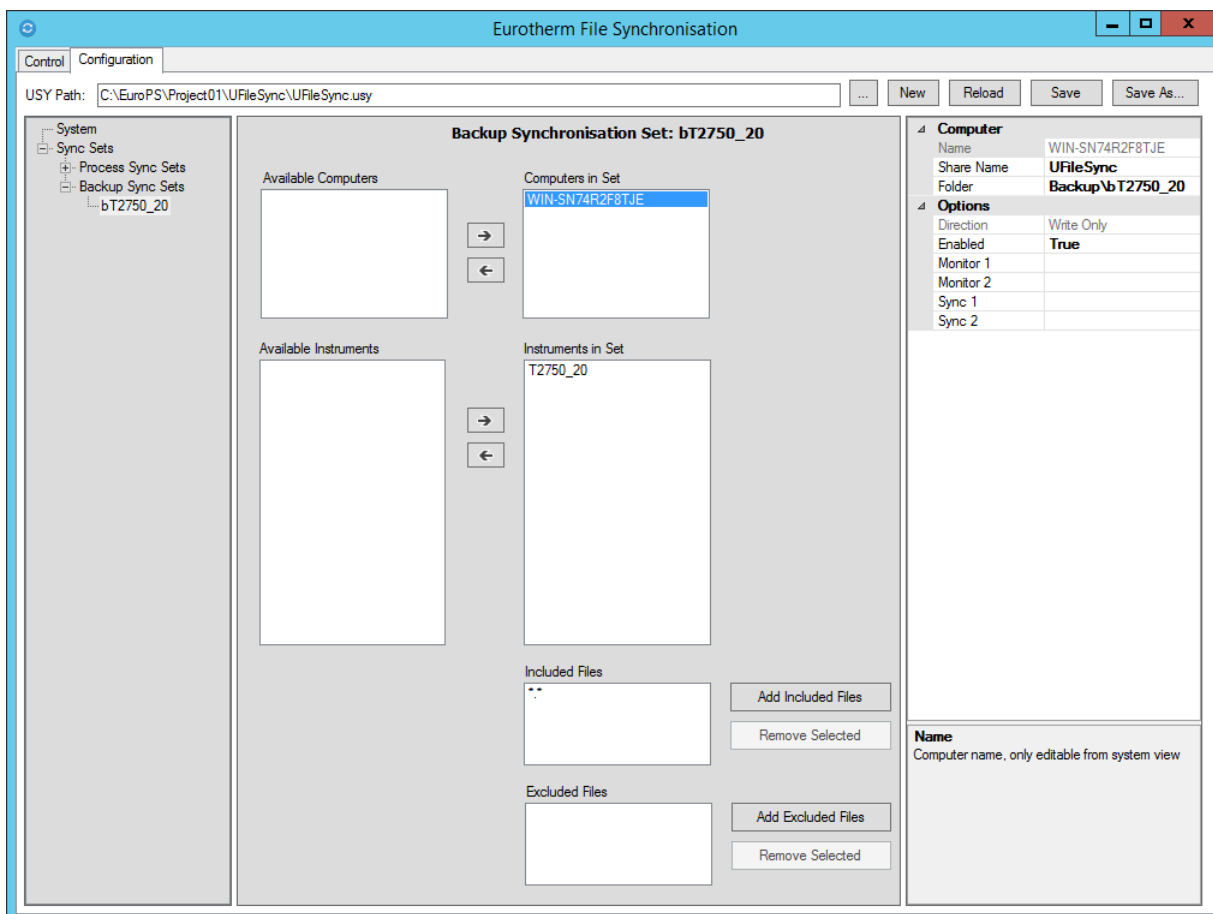 Eurotherm File Synchronisation
Control Configuration
USY Path: C:\EuroPS\Project01\UFileSync\UFileSync.usy ... New Reload Save Save As...
System
Sync Sets
Process Sync Sets
Backup Sync Sets
bT2750_20
Backup Synchronisation Set: bT2750_20
Available Computers
Computers in Set
WIN-SN74R2F8TJE
Available Instruments
Instruments in Set
T2750_20
Included Files
*.*
Add Included Files
Remove Selected
Excluded Files
Add Excluded Files
Remove Selected
Computer
Name WIN-SN74R2F8TJE
Share Name UFileSync
Folder Backup\bT2750_20
Options
Direction Write Only
Enabled True
Monitor 1
Monitor 2
Sync 1
Sync 2
Name
Computer name, only editable from system view